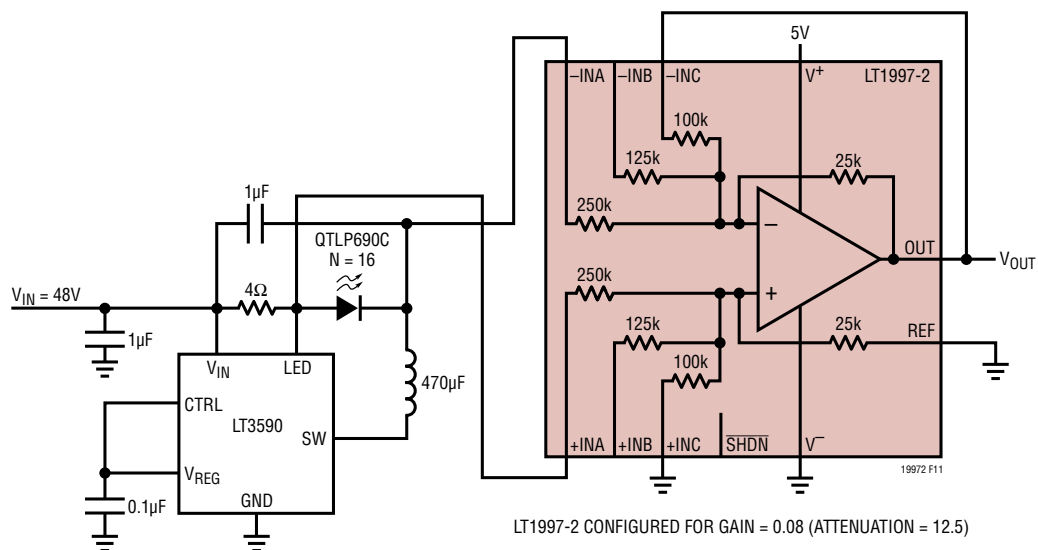 5V
–INA –INB –INC V+ LT1997-2
100k
125k 25k
1µF
250k
QTLP690C
N = 16
–
OUT
VOUT
250k
VIN = 48V
4Ω
+
125k 25k
REF
1µF
VIN LED
100k
470µF
CTRL
LT3590
SW
+INA +INB +INC SHDN V–
VREG
19972 F11
0.1µF
GND
LT1997-2 CONFIGURED FOR GAIN = 0.08 (ATTENUATION = 12.5)